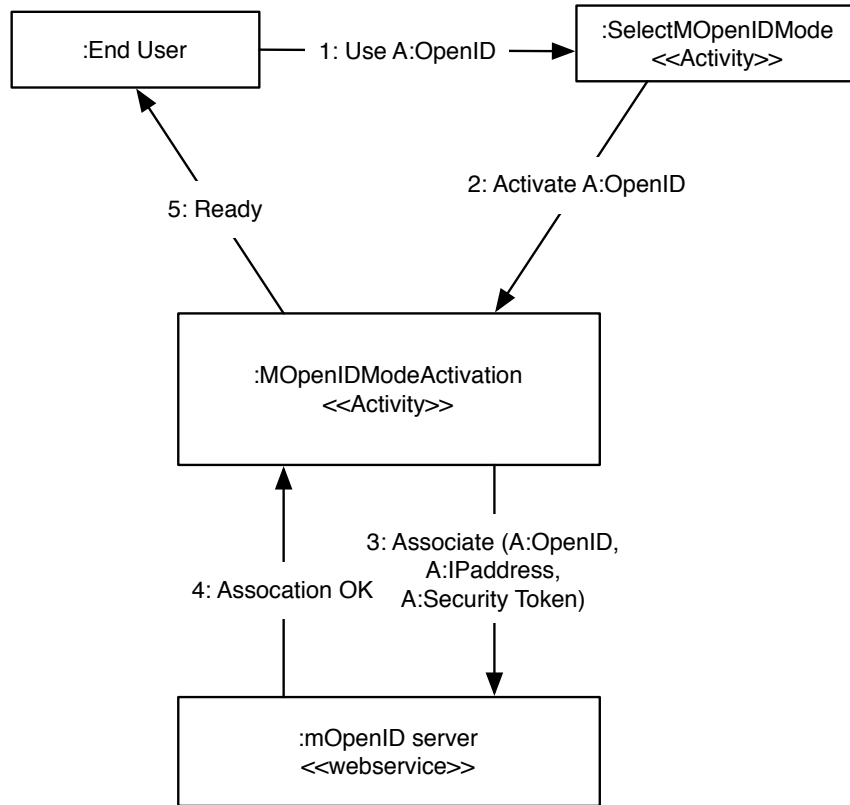 :End User
1: Use A:OpenID
:SelectMOpenIDMode
<<Activity>>
2: Activate A:OpenID
5: Ready
:MOpenIDModeActivation
<<Activity>>
3: Associate (A:OpenID,
A:IPaddress,
A:Security Token)
4: Assocation OK
:mOpenID server
<<webservice>>